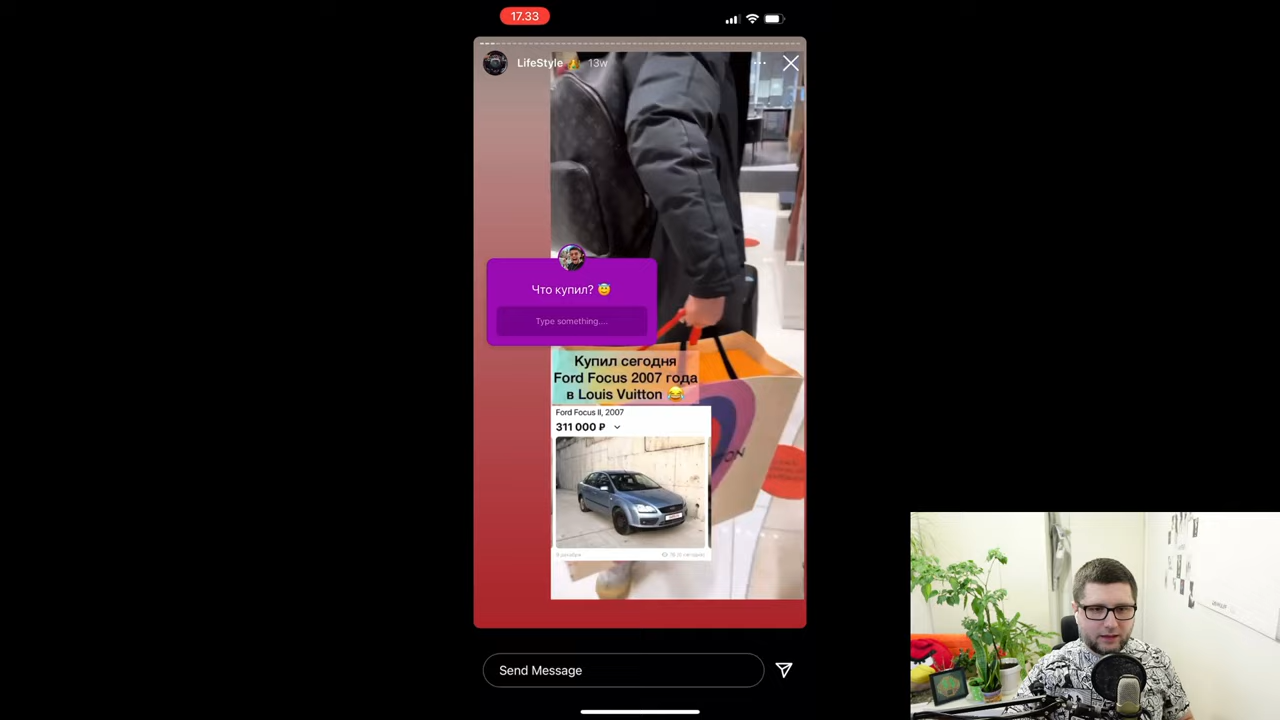 17.33
LifeStyle 13w
Что купил? 😇
Type something....
Купил сегодня
Ford Focus 2007 года
в Louis Vuitton 😂
Ford Focus II, 2007
311 000 ₽
Send Message